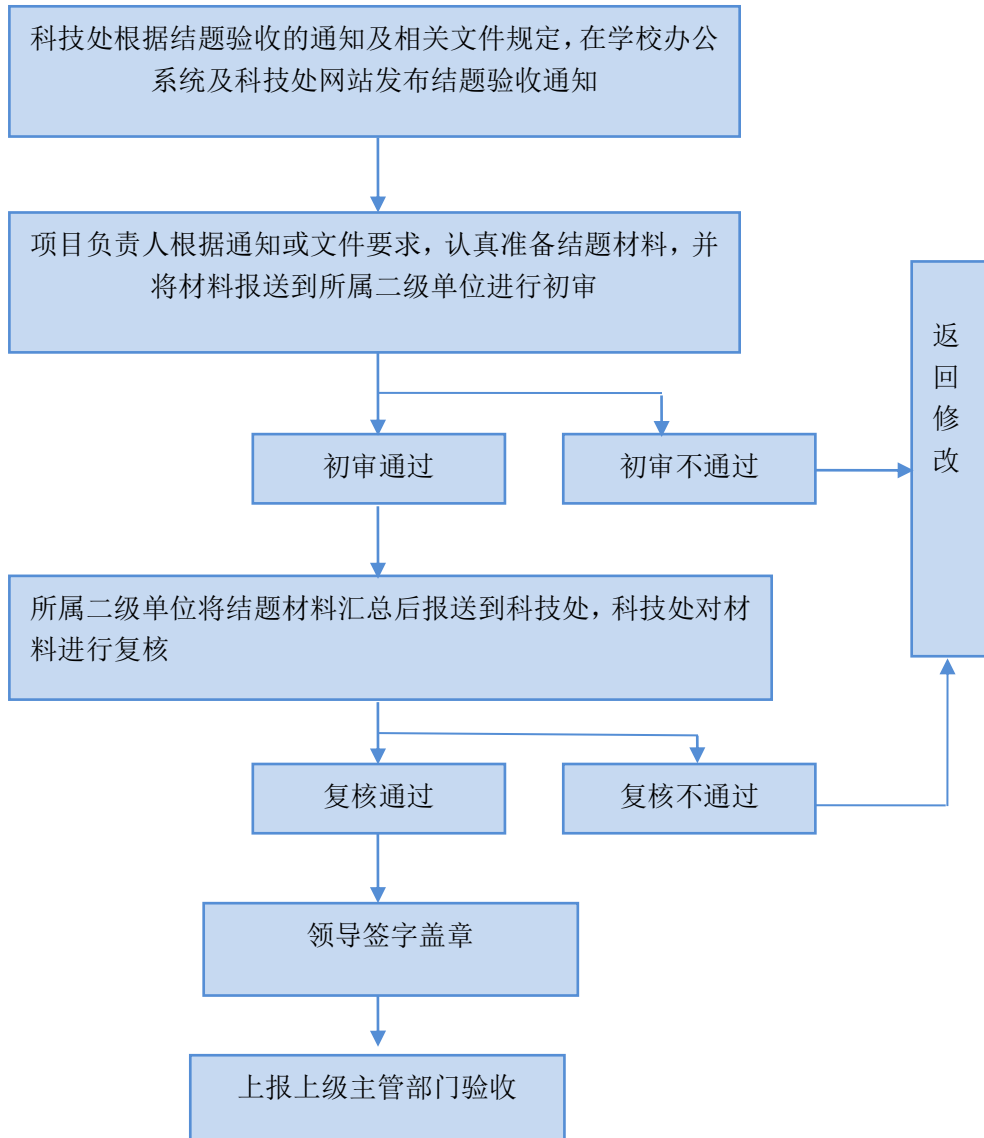 科技处根据结题验收的通知及相关文件规定，在学校办公
系统及科技处网站发布结题验收通知
项目负责人根据通知或文件要求，认真准备结题材料，并
将材料报送到所属二级单位进行初审
返
回
修
改
初审通过
初审不通过
所属二级单位将结题材料汇总后报送到科技处，科技处对材
料进行复核
复核通过
复核不通过
领导签字盖章
上报上级主管部门验收